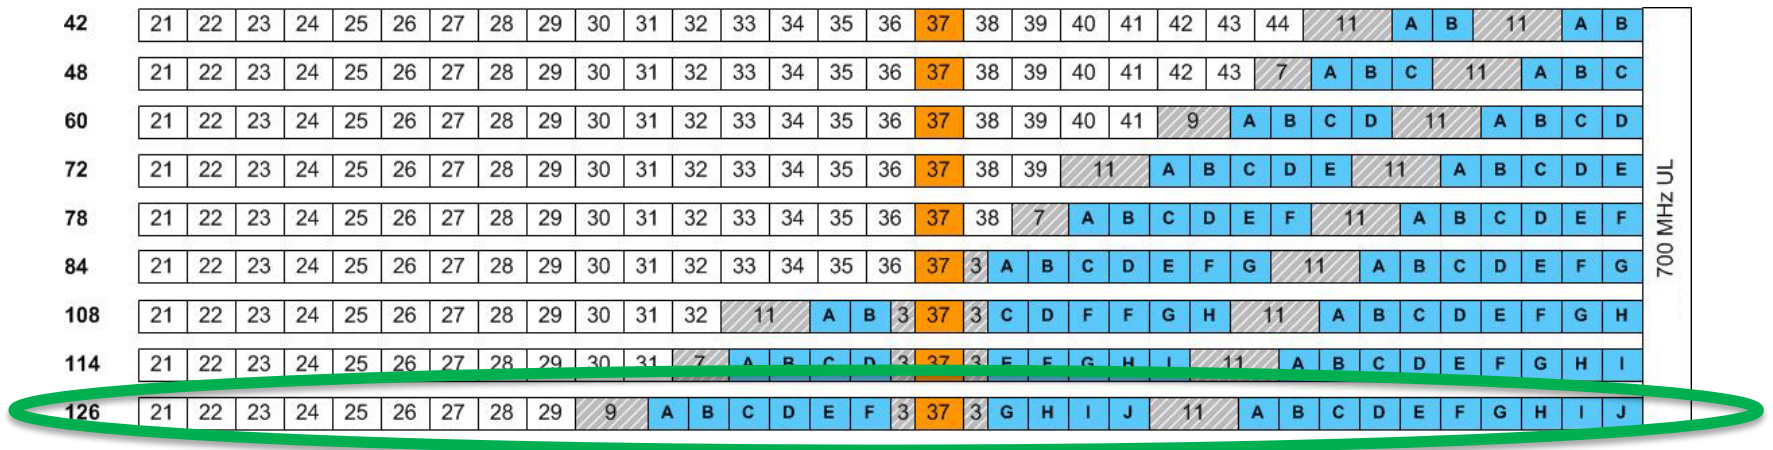 42 21 22 23 24 25 26 27 28 29 30 31 32 33 34 35 36 37 38 39 40 41 42 43 44 11 A B 11 A B
48 21 22 23 24 25 26 27 28 29 30 31 32 33 34 35 36 37 38 39 40 41 42 43 7 A B C 11 A B C
60 21 22 23 24 25 26 27 28 29 30 31 32 33 34 35 36 37 38 39 40 41 9 A B C D 11 A B C D
72 21 22 23 24 25 26 27 28 29 30 31 32 33 34 35 36 37 38 39 11 A B C D E 11 A B C D E
78 21 22 23 24 25 26 27 28 29 30 31 32 33 34 35 36 37 38 7 A B C D E F 11 A B C D E F
84 21 22 23 24 25 26 27 28 29 30 31 32 33 34 35 36 37 3 A B C D E F G 11 A B C D E F G
108 21 22 23 24 25 26 27 28 29 30 31 32 11 A B 3 37 3 C D F F G H 11 A B C D E F G H
114 21 22 23 24 25 26 27 28 29 30 31 7 A B C D 3 37 3 E F G H I 11 A B C D E F G H I
126 21 22 23 24 25 26 27 28 29 9 A B C D E F 3 37 3 G H I J 11 A B C D E F G H I J
700 MHz UL